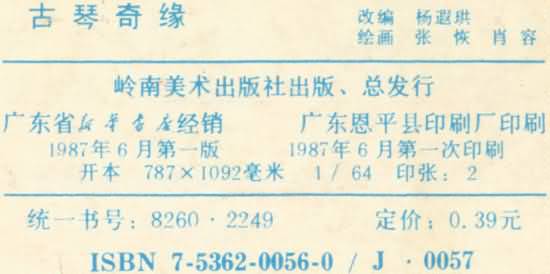 古琴奇缘
改编 杨遐琪
绘画 张恢 肖容
岭南美术出版社出版、总发行
广东省新华书店经销 广东恩平县印刷厂印刷
1987年6月第一版 1987年6月第一次印刷
开本 787×1092毫米 1/64 印张：2
统一书号：8260·2249 定价：0.39元
ISBN 7-5362-0056-0 / J ·0057